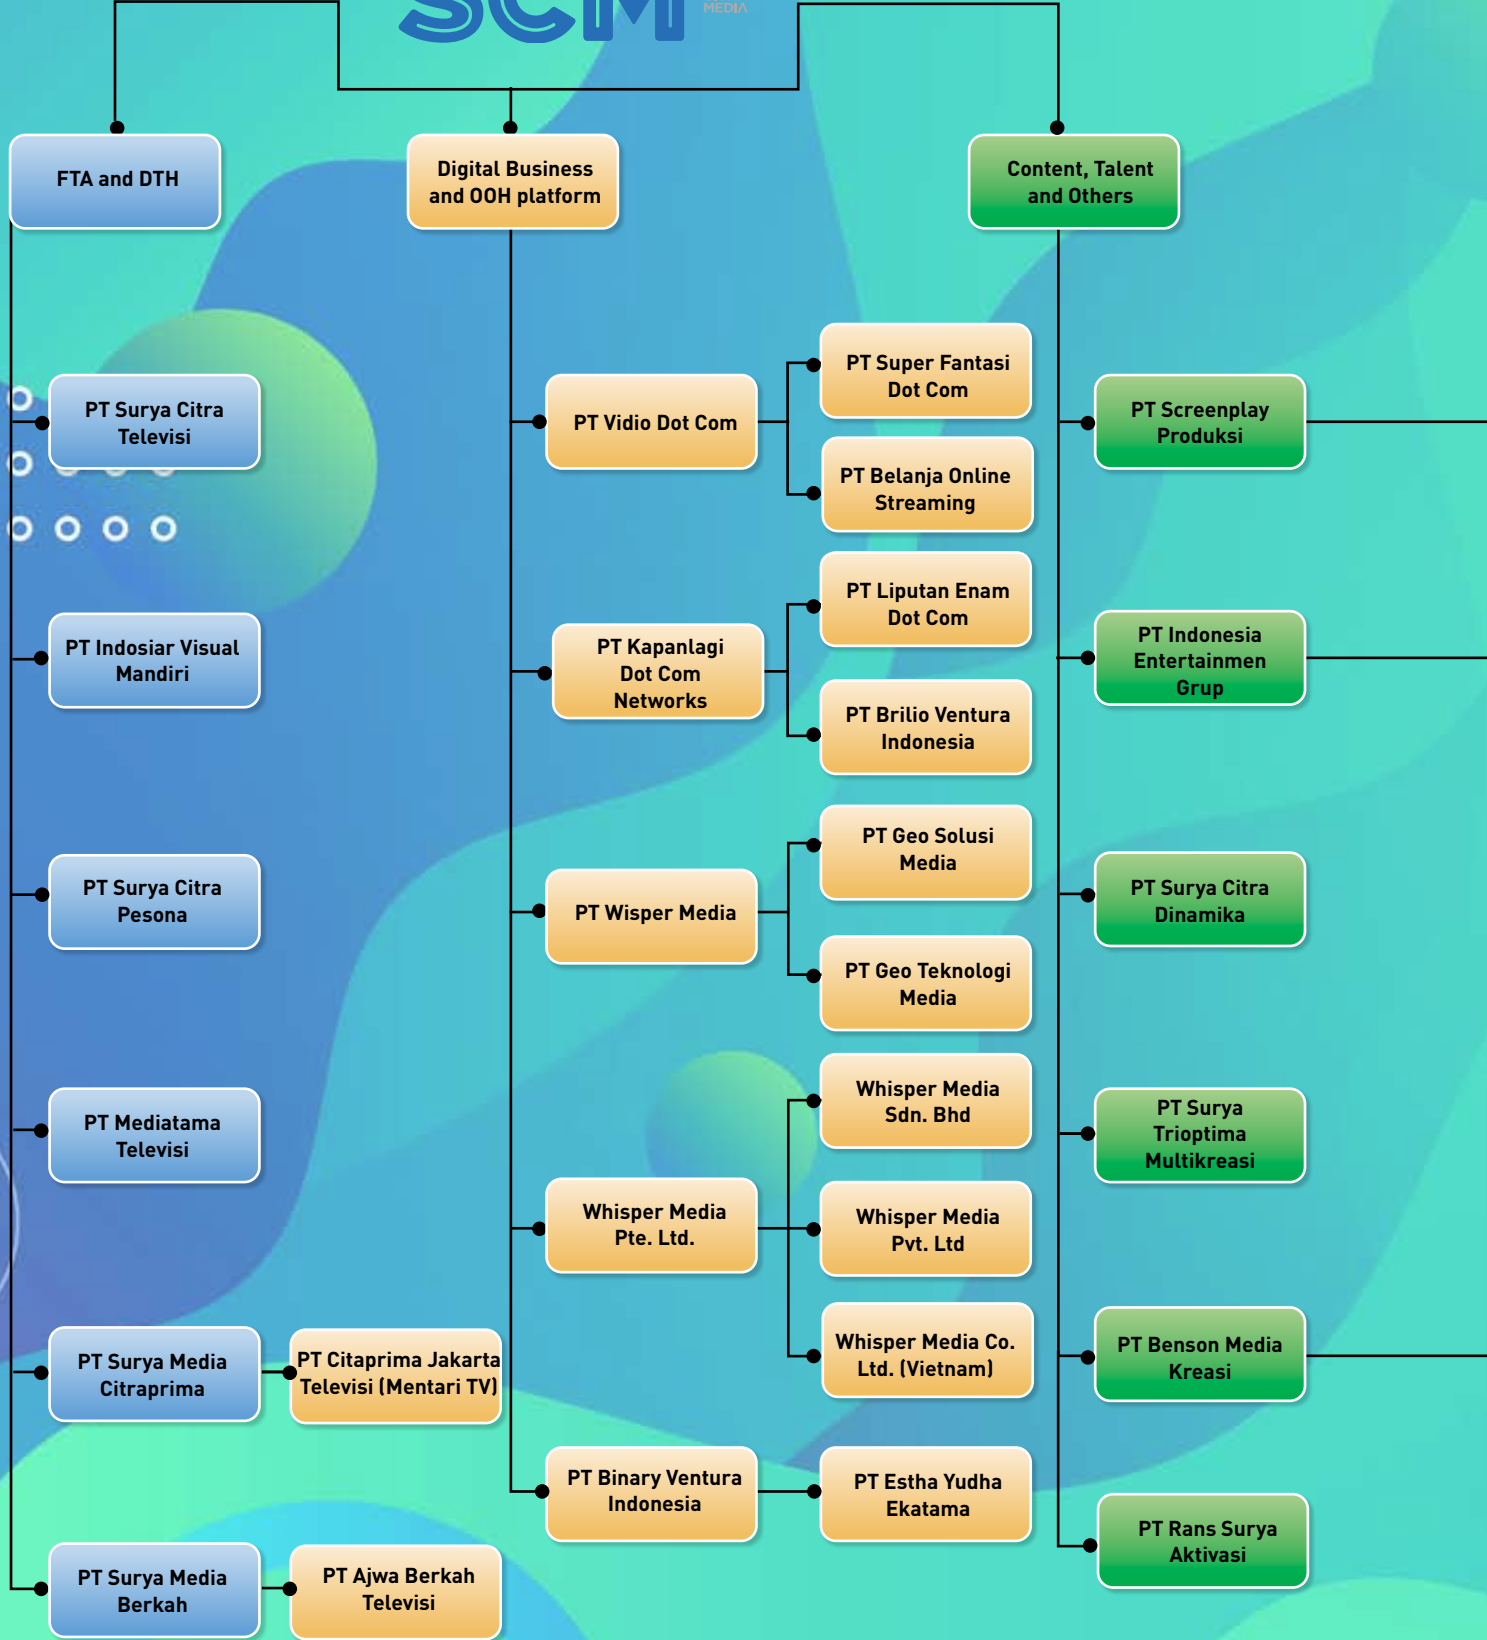 SCM
MEDIA
FTA and DTH
Digital Business
and OOH platform
Content, Talent
and Others
PT Surya Citra
Televisi
PT Indosiar Visual
Mandiri
PT Surya Citra
Pesona
PT Mediatama
Televisi
PT Surya Media
Citraprima
PT Citaprima Jakarta
Televisi (Mentari TV)
PT Surya Media
Berkah
PT Ajwa Berkah
Televisi
PT Vidio Dot Com
PT Super Fantasi
Dot Com
PT Belanja Online
Streaming
PT Kapanlagi
Dot Com
Networks
PT Liputan Enam
Dot Com
PT Brilio Ventura
Indonesia
PT Wisper Media
PT Geo Solusi
Media
PT Geo Teknologi
Media
Whisper Media
Pte. Ltd.
Whisper Media
Sdn. Bhd
Whisper Media
Pvt. Ltd
Whisper Media Co.
Ltd. (Vietnam)
PT Binary Ventura
Indonesia
PT Estha Yudha
Ekatama
PT Screenplay
Produksi
PT Indonesia
Entertainmen
Grup
PT Surya Citra
Dinamika
PT Surya
Trioptima
Multikreasi
PT Benson Media
Kreasi
PT Rans Surya
Aktivasi